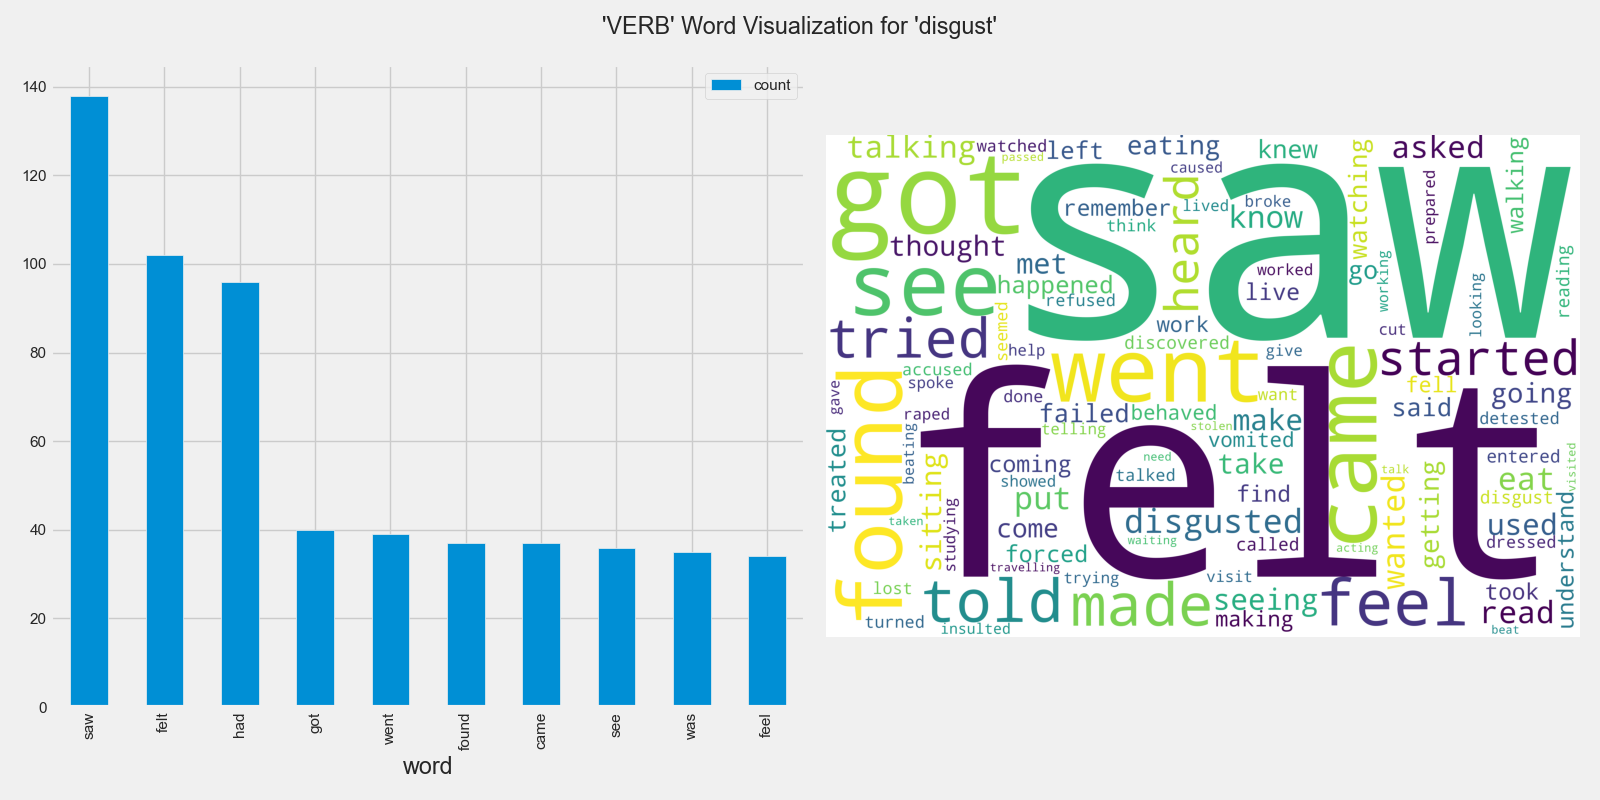 'VERB' Word Visualization for 'disgust'
140
120
100
80
60
40
20
0
count
saw
felt
had
got
went
found
came
see
was
feel
word
talking
watched
passed
left
eating
caused
knew
watching
asked
walking
got
saw
heard
remember
lived
broke
know
think
prepared
thought
see
met
happened
refused
worked
live
go
working
looking
reading
tried
seemed
work
discovered
help
give
cut
started
went
came
found
accused
spoke
gave
raped
done
failed
behaved
make
want
fell
said
going
detested
felt
treated
beating
telling
stolen
vomited
sitting
coming
showed
talked
need
take
talk
entered
visited
eat
put
find
disgust
taken
studying
come
disgusted
waiting
called
acting
wanted
getting
used
dressed
understand
forced
travelling
trying
visit
lost
told
made
seeing
feel
took
read
turned
insulted
making
beat